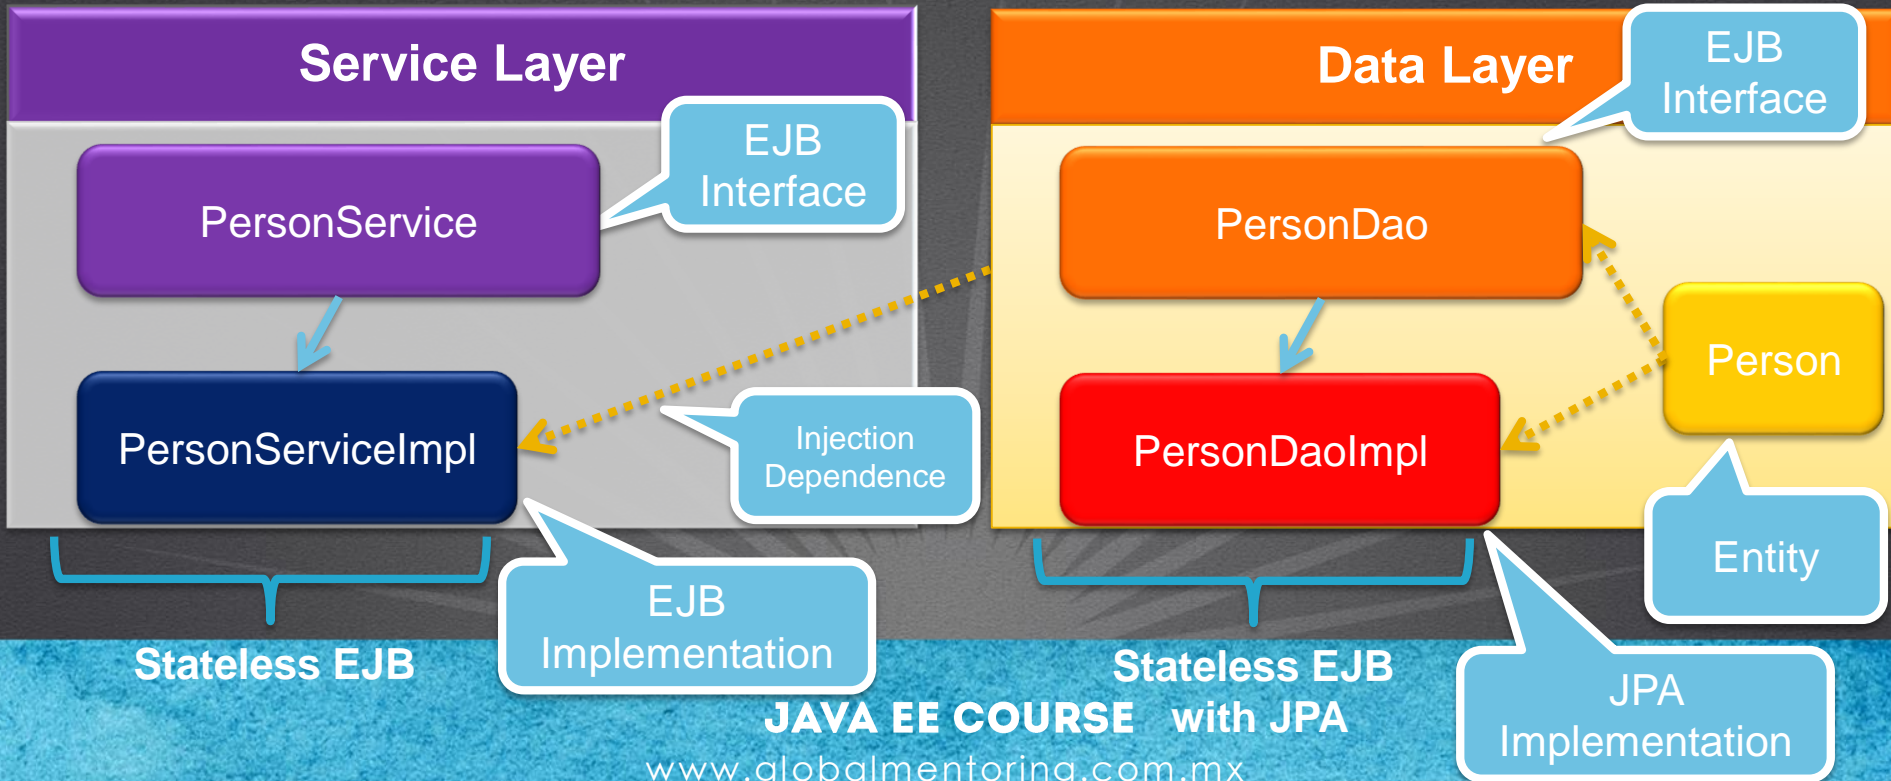 Service Layer
Data Layer
EJB
Interface
EJB
Interface
PersonService
PersonDao
Person
PersonServiceImpl
Injection
Dependence
PersonDaoImpl
Entity
EJB
Implementation
Stateless EJB
Stateless EJB
with JPA
JPA
Implementation
JAVA EE COURSE
www.globalmentoring.com.mx